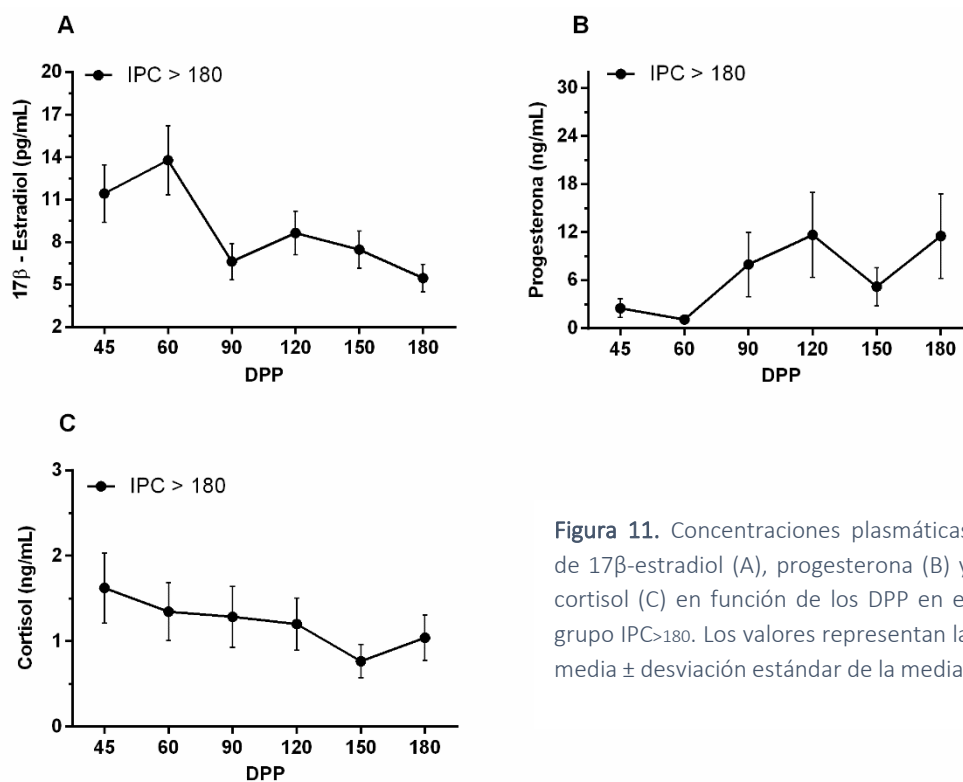 A
IPC > 180
17β - Estradiol (pg/mL)
20
17
14
11
8
5
2
45 60 90 120 150 180
DPP
B
IPC > 180
Progesterona (ng/mL)
30
24
18
12
6
0
45 60 90 120 150 180
DPP
C
IPC > 180
Cortisol (ng/mL)
3
2
1
0
45 60 90 120 150 180
DPP
Figura 11. Concentraciones plasmáticas
de 17β-estradiol (A), progesterona (B) y
cortisol (C) en función de los DPP en e
grupo IPC>180. Los valores representan la
media ± desviación estándar de la media